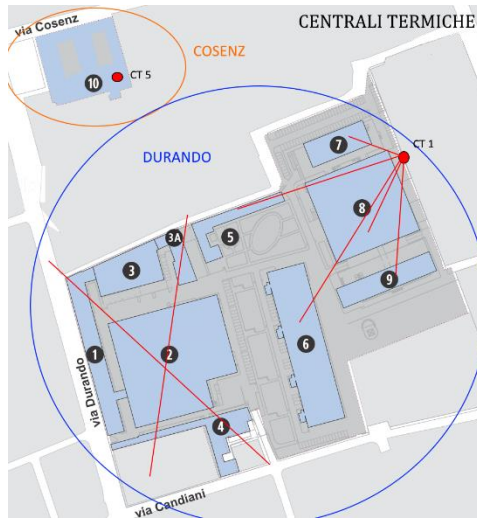 CENTRALI TERMICHE
via Cosenz
COSENZ
CT 5
10
DURANDO
7
CT 1
8
3A
5
3
9
6
1
2
via Durando
4
via Candiani